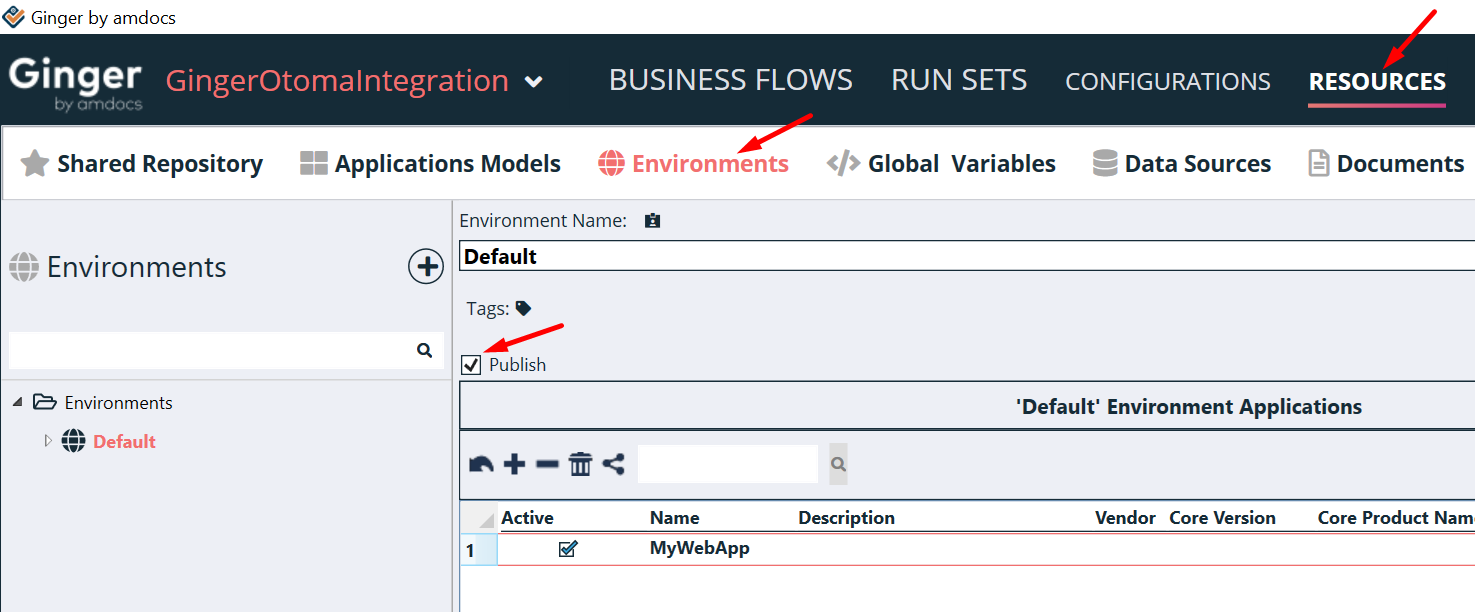 Ginger by amdocs
Ginger by amdocs GingerOtomaIntegration BUSINESS FLOWS RUN SETS CONFIGURATIONS RESOURCES
Shared Repository Applications Models Environments Global Variables Data Sources Documents
Environment Name:
Environments
Default
Tags:
Publish
Environments
Default
'Default' Environment Applications
Active Name Description Vendor Core Version Core Product Nam
1 MyWebApp